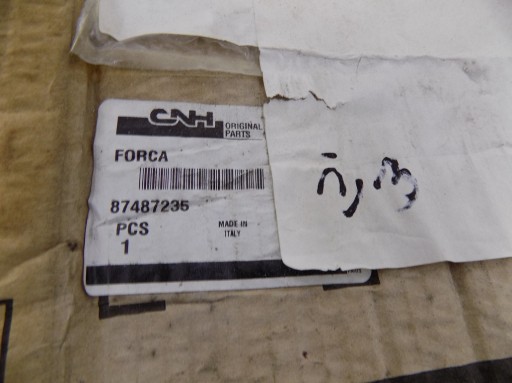 CNH
ORIGINAL
PARTS
FORCA
87487235
PCS
1
MADE IN
ITALY